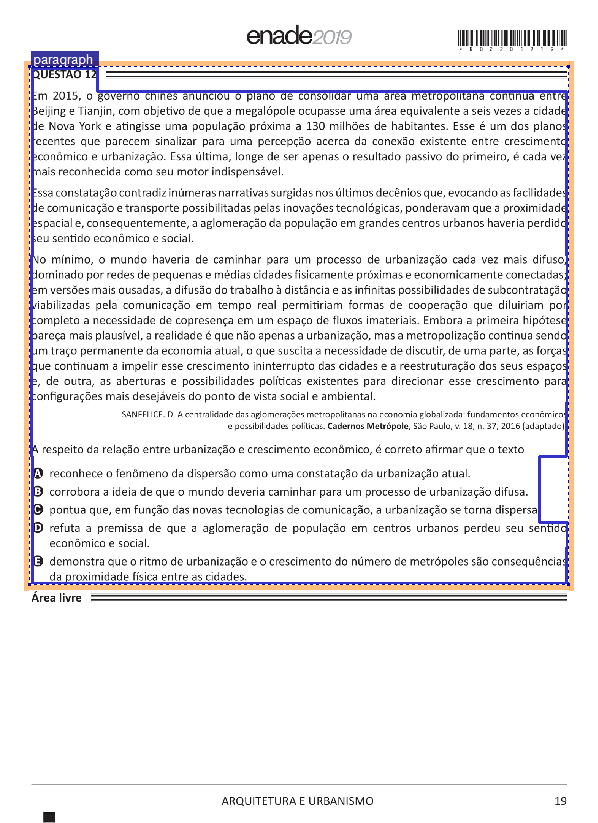 enade2019
paragraph
QUESTÃO 12
Em 2015, o governo chinês anunciou o plano de consolidar uma área metropolitana contínua entre
Beijing e Tianjin, com objetivo de que a megalópole ocupasse uma área equivalente a seis vezes a cidade
de Nova York e atingisse uma população próxima a 130 milhões de habitantes. Esse é um dos planos
recentes que parecem sinalizar para uma percepção acerca da conexão existente entre crescimento
econômico e urbanização. Essa última, longe de ser apenas o resultado passivo do primeiro, é cada vez
mais reconhecida como seu motor indispensável.
Essa constatação contradiz inúmeras narrativas surgidas nos últimos decênios que, evocando as facilidades
de comunicação e transporte possibilitadas pelas inovações tecnológicas, ponderavam que a proximidade
espacial e, consequentemente, a aglomeração da população em grandes centros urbanos haveria perdido
seu sentido econômico e social.
No mínimo, o mundo haveria de caminhar para um processo de urbanização cada vez mais difuso,
dominado por redes de pequenas e médias cidades fisicamente próximas e economicamente conectadas;
em versões mais ousadas, a difusão do trabalho à distância e as infinitas possibilidades de subcontratação
viabilizadas pela comunicação em tempo real permitiriam formas de cooperação que diluiriam por
completo a necessidade de copresença em um espaço de fluxos imateriais. Embora a primeira hipótese
pareça mais plausível, a realidade é que não apenas a urbanização, mas a metropolização continua sendo
um traço permanente da economia atual, o que suscita a necessidade de discutir, de uma parte, as forças
que continuam a impelir esse crescimento ininterrupto das cidades e a reestruturação dos seus espaços
e, de outra, as aberturas e possibilidades políticas existentes para direcionar esse crescimento para
configurações mais desejáveis do ponto de vista social e ambiental.
SANFELICE. D. A centralidade das aglomerações metropolitanas na economia globalizada: fundamentos econômicos
e possibilidades políticas. Cadernos Metrópole, São Paulo, v. 18, n. 37, 2016 (adaptado).
A respeito da relação entre urbanização e crescimento econômico, é correto afirmar que o texto
A reconhece o fenômeno da dispersão como uma constatação da urbanização atual.
B corrobora a ideia de que o mundo deveria caminhar para um processo de urbanização difusa.
C pontua que, em função das novas tecnologias de comunicação, a urbanização se torna dispersa.
D refuta a premissa de que a aglomeração de população em centros urbanos perdeu seu sentido
econômico e social.
E demonstra que o ritmo de urbanização e o crescimento do número de metrópoles são consequências
da proximidade física entre as cidades.
Área livre
ARQUITETURA E URBANISMO
19